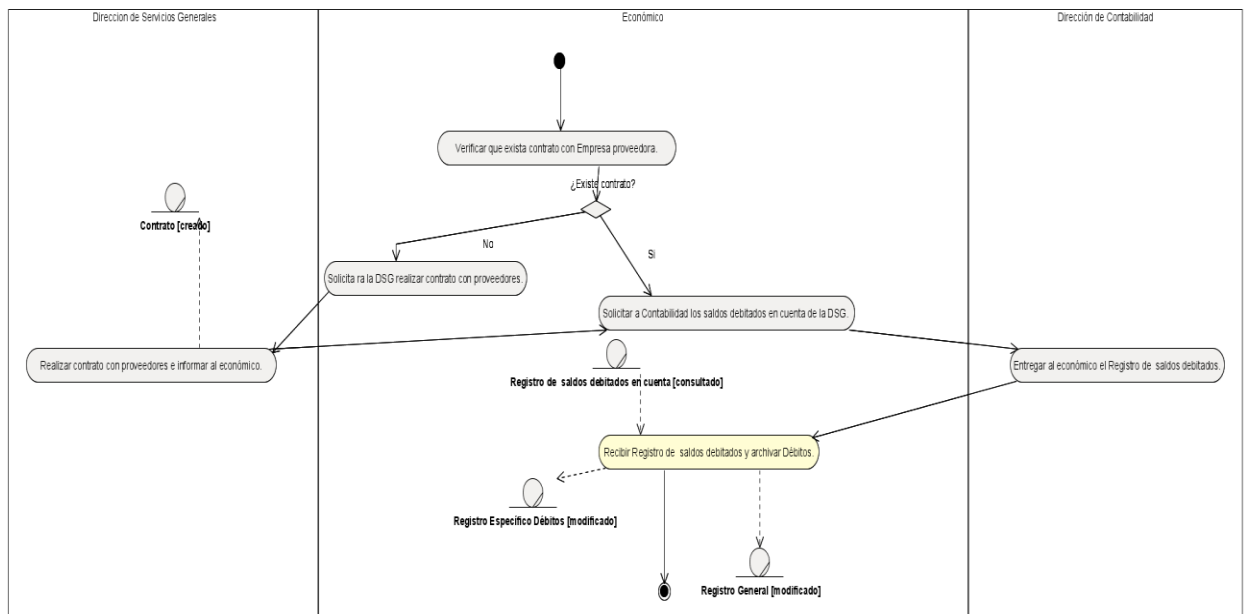 Direccion de Servicios Generales
Económico
Dirección de Contabilidad
Verificar que exista contrato con Empresa proveedora.
¿Existe contrato?
Contrato [creado]
No
Si
Solicita ra la DSG realizar contrato con proveedores.
Solicitar a Contabilidad los saldos debitados en cuenta de la DSG.
Realizar contrato con proveedores e informar al económico.
Entregar al económico el Registro de saldos debitados.
Registro de saldos debitados en cuenta [consultado]
Recibir Registro de saldos debitados y archivar Débitos.
Registro Específico Débitos [modificado]
Registro General [modificado]